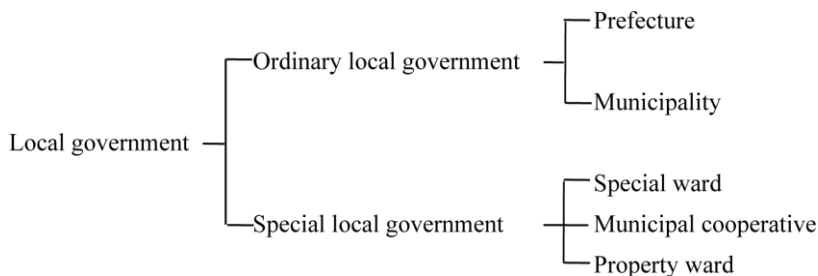 Prefecture
Ordinary local government
Municipality
Local government
Special ward
Special local government
Municipal cooperative
Property ward